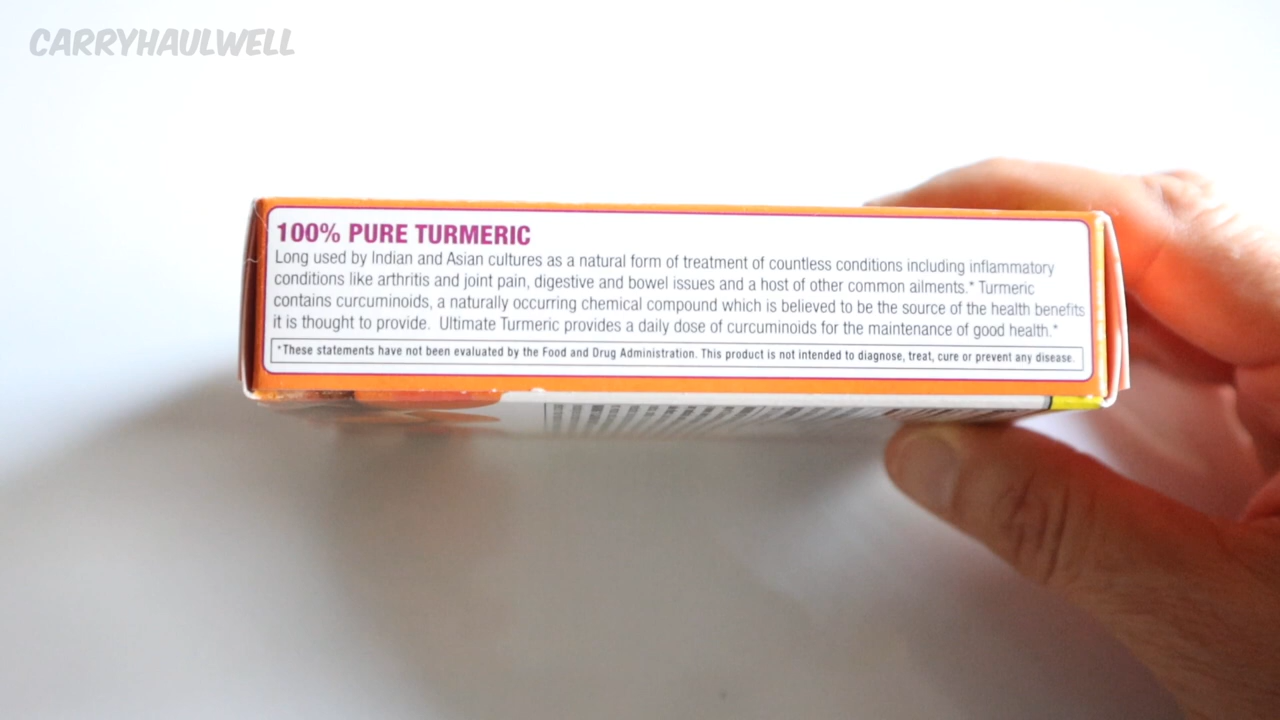 CARRYHAULWELL
100% PURE TURMERIC
Long used by Indian and Asian cultures as a natural form of treatment of countless conditions including inflammatory
conditions like arthritis and joint pain, digestive and bowel issues and a host of other common ailments.* Turmeric
contains curcuminoids, a naturally occurring chemical compound which is believed to be the source of the health benefits
it is thought to provide. Ultimate Turmeric provides a daily dose of curcuminoids for the maintenance of good health.*
*These statements have not been evaluated by the Food and Drug Administration. This product is not intended to diagnose, treat, cure or prevent any disease.